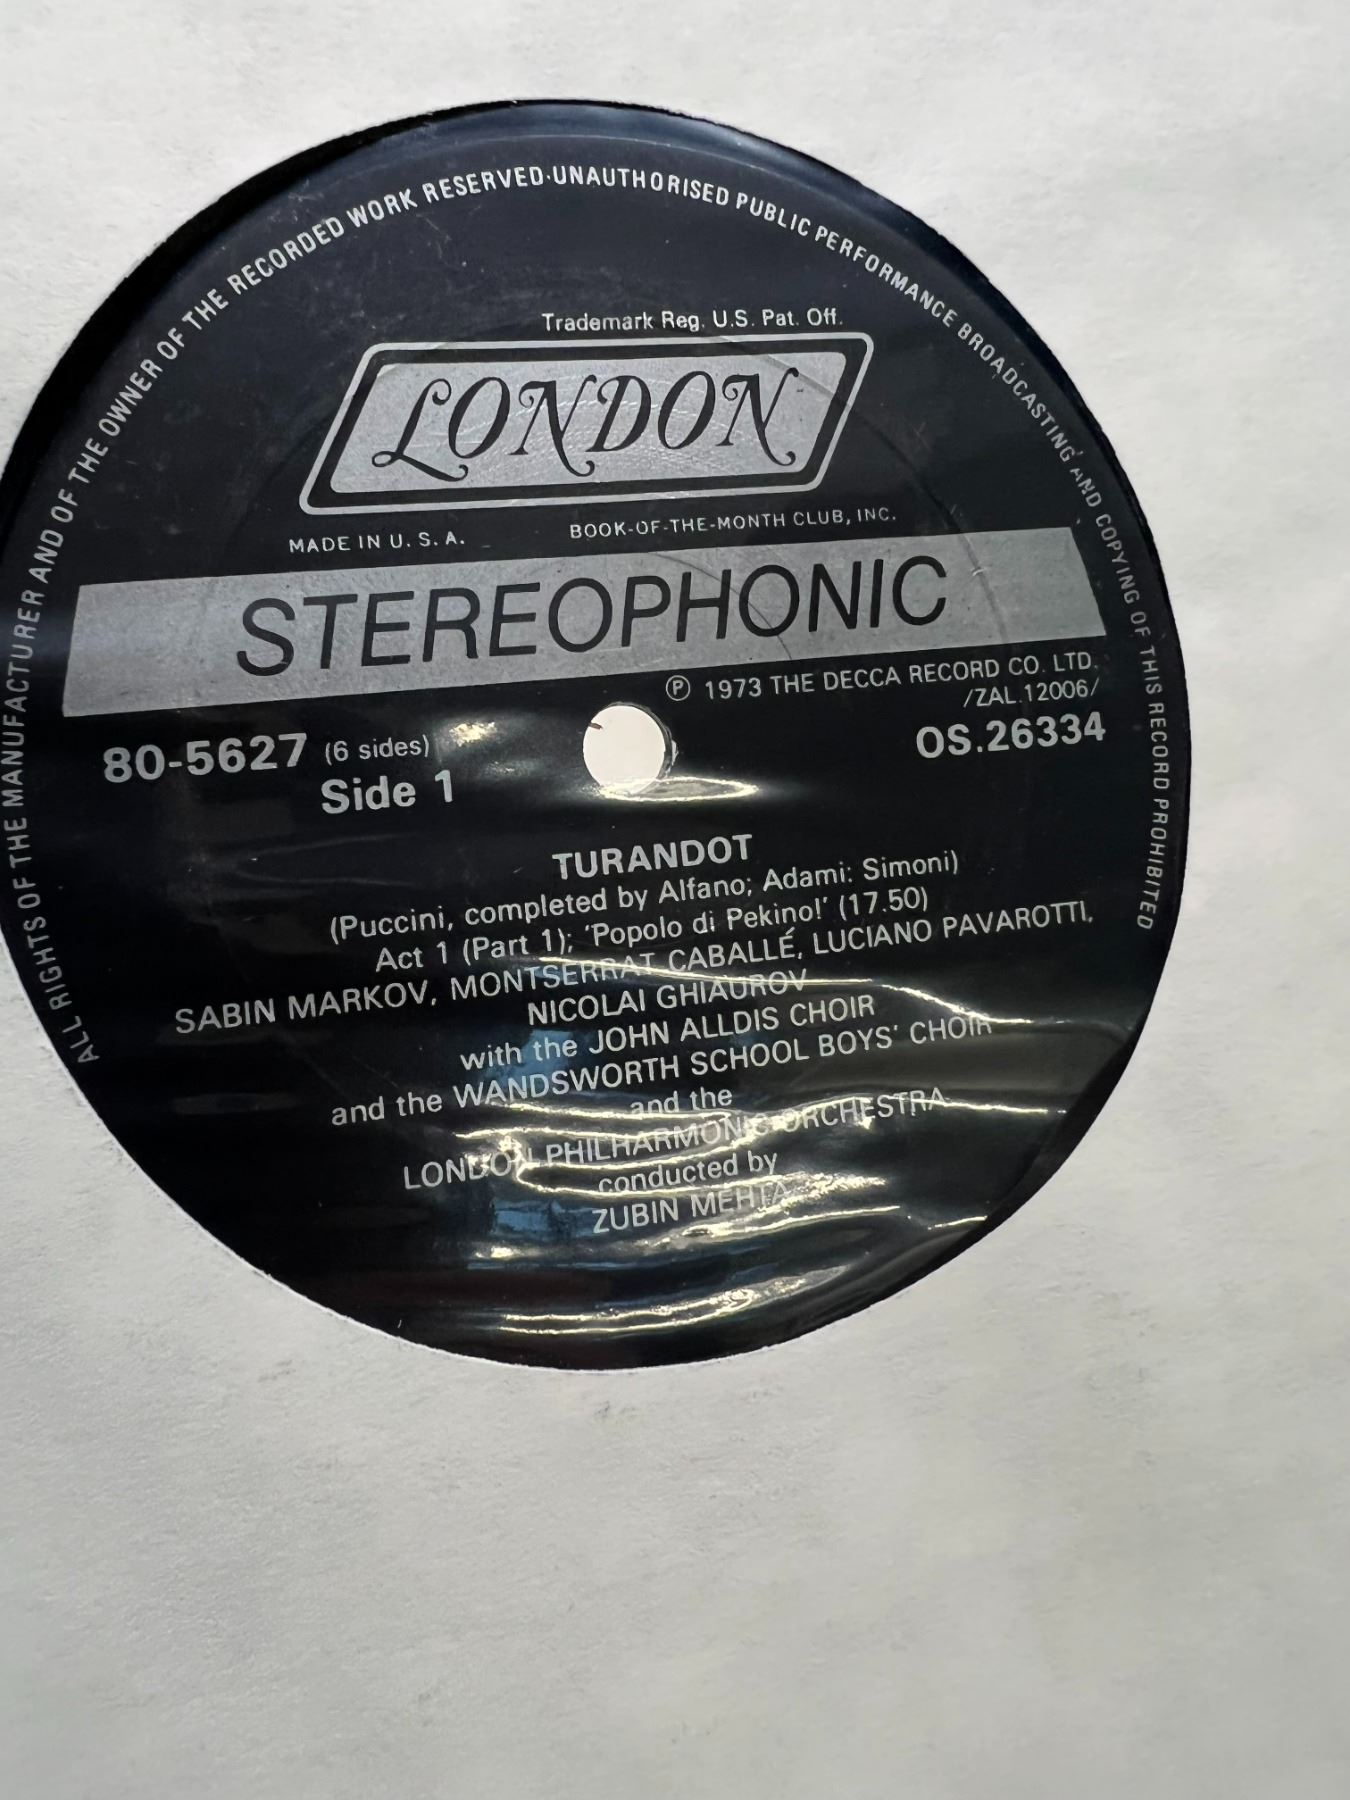 ALL RIGHTS OF THE MANUFACTURER AND OF THE OWNER OF THE RECORDED WORK RESERVED·UNAUTHORISED PUBLIC PERFORMANCE BROADCASTING AND COPYING OF THIS RECORD PROHIBITED
Trademark Reg. U.S. Pat. Off.
LONDON
MADE IN U.S.A. BOOK-OF-THE-MONTH CLUB, INC.
STEREOPHONIC
℗ 1973 THE DECCA RECORD CO. LTD.
/ZAL.12006/
80-5627 (6 sides) OS.26334
Side 1
TURANDOT
(Puccini, completed by Alfano; Adami: Simoni)
Act 1 (Part 1); 'Popolo di Pekino!' (17.50)
SABIN MARKOV, MONTSERRAT CABALLÉ, LUCIANO PAVAROTTI,
NICOLAI GHIAUROV
with the JOHN ALLDIS CHOIR
and the WANDSWORTH SCHOOL BOYS' CHOIR
and the
LONDON PHILHARMONIC ORCHESTRA
conducted by
ZUBIN MEHTA